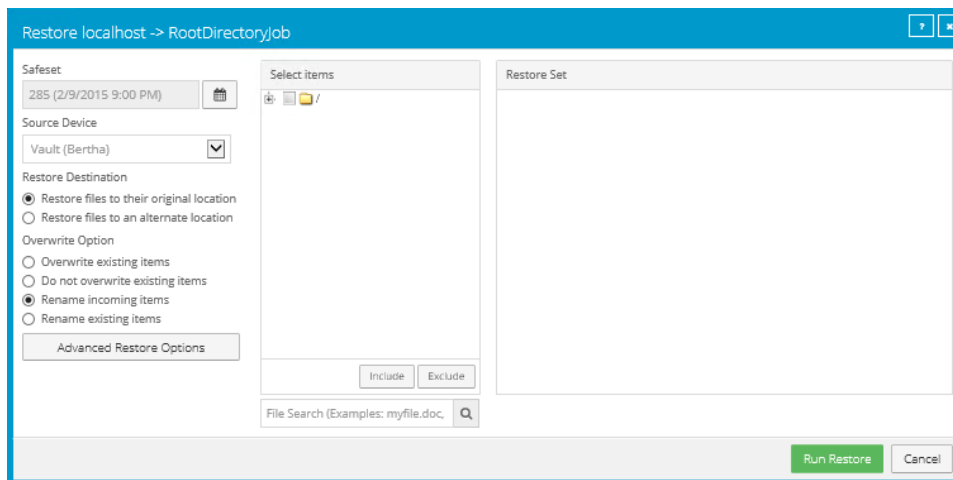 Restore localhost -> RootDirectoryJob
?
Safeset
285 (2/9/2015 9:00 PM)
Source Device
Vault (Bertha)
Restore Destination
Restore files to their original location
Restore files to an alternate location
Overwrite Option
Overwrite existing items
Do not overwrite existing items
Rename incoming items
Rename existing items
Advanced Restore Options
Select items
/
Include Exclude
File Search (Examples: myfile.doc,
Restore Set
Run Restore Cancel